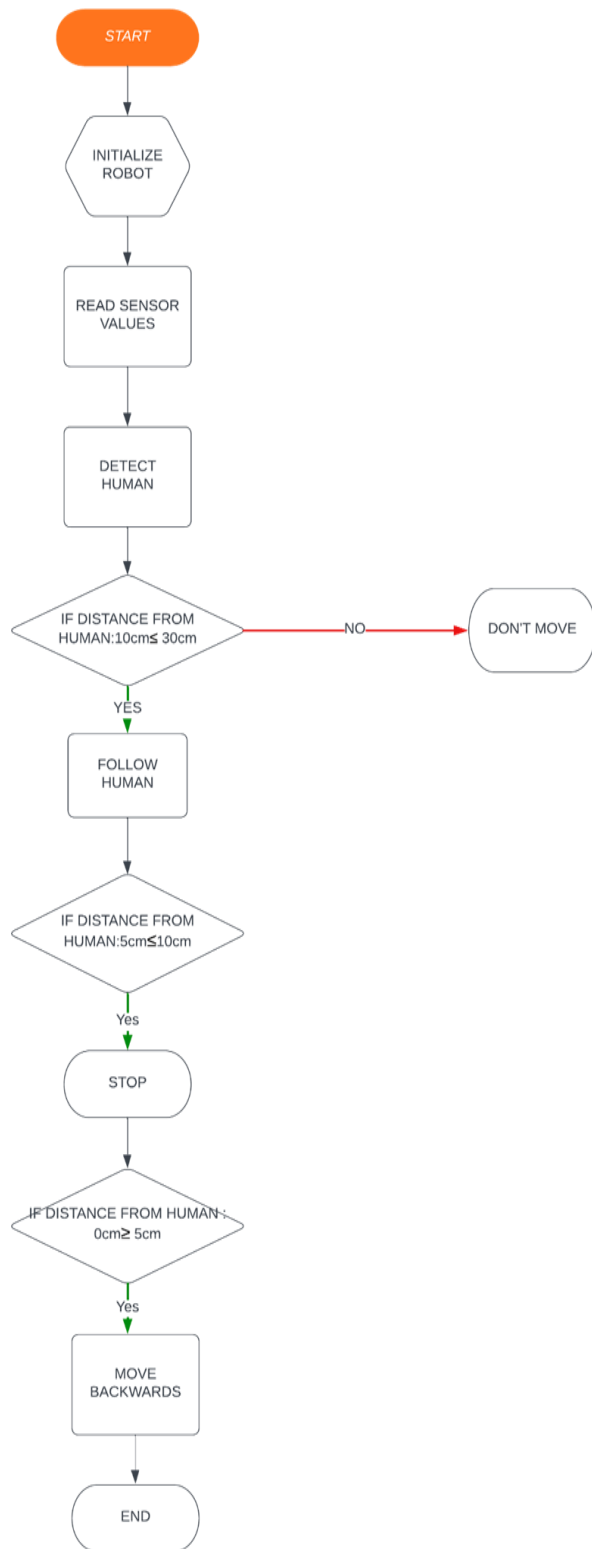 START
INITIALIZE
ROBOT
READ SENSOR
VALUES
DETECT
HUMAN
IF DISTANCE FROM
HUMAN:10cm≤ 30cm
NO
DON'T MOVE
YES
FOLLOW
HUMAN
IF DISTANCE FROM
HUMAN:5cm≤10cm
Yes
STOP
IF DISTANCE FROM HUMAN :
0cm≥ 5cm
Yes
MOVE
BACKWARDS
END